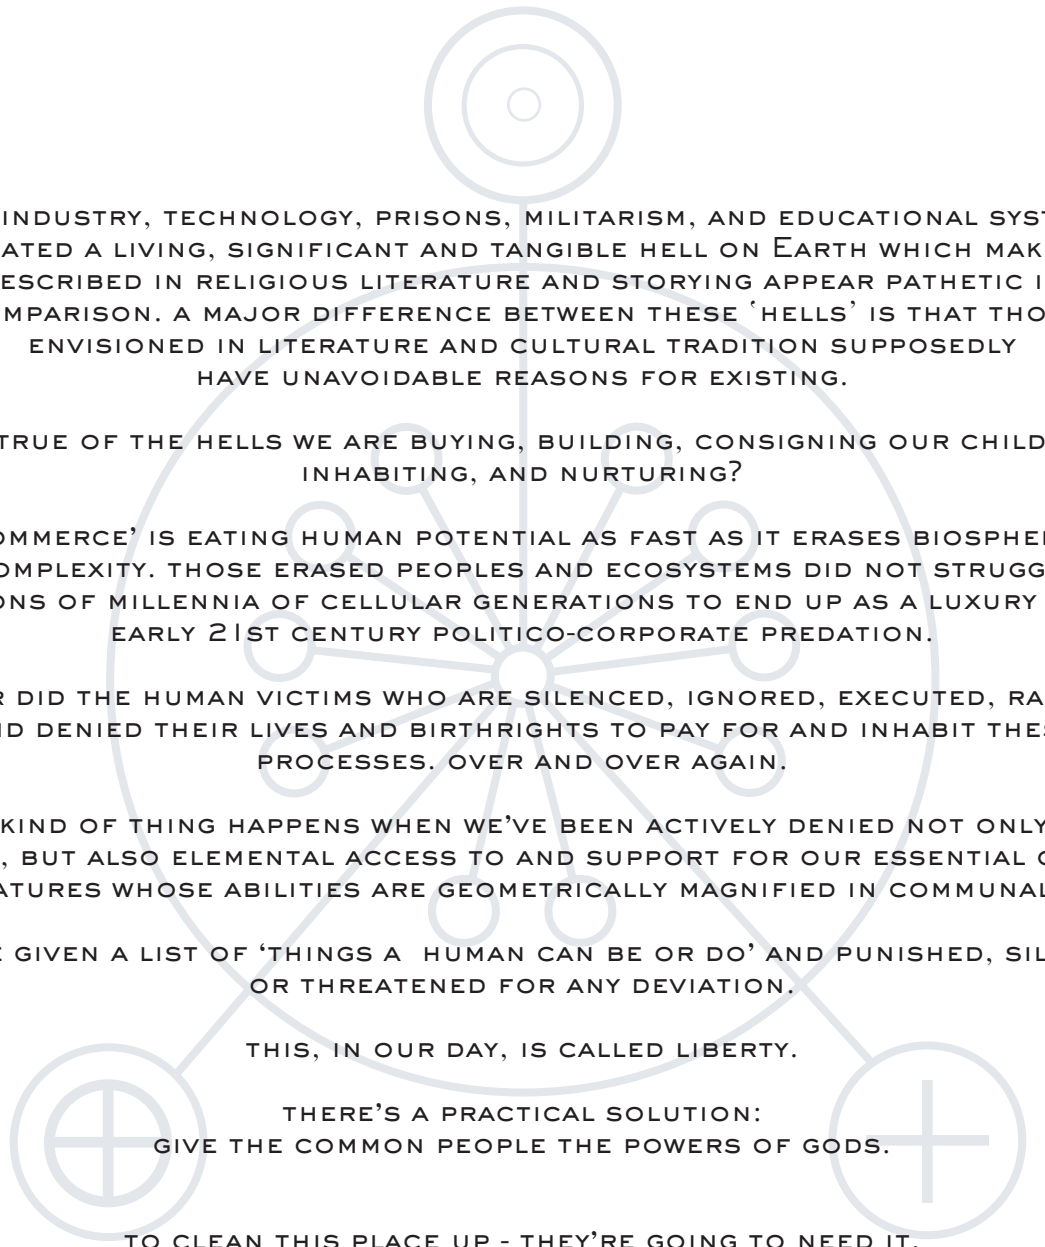 INDUSTRY, TECHNOLOGY, PRISONS, MILITARISM, AND EDUCATIONAL SYST
ATED A LIVING, SIGNIFICANT AND TANGIBLE HELL ON EARTH WHICH MAK
ESCRIBED IN RELIGIOUS LITERATURE AND STORYING APPEAR PATHETIC I
MPARISON. A MAJOR DIFFERENCE BETWEEN THESE ‘HELLS’ IS THAT THO
ENVISIONED IN LITERATURE AND CULTURAL TRADITION SUPPOSEDLY
HAVE UNAVOIDABLE REASONS FOR EXISTING.
TRUE OF THE HELLS WE ARE BUYING, BUILDING, CONSIGNING OUR CHILD
INHABITING, AND NURTURING?
OMMERCE’ IS EATING HUMAN POTENTIAL AS FAST AS IT ERASES BIOSPHE
OMPLEXITY. THOSE ERASED PEOPLES AND ECOSYSTEMS DID NOT STRUGG
ONS OF MILLENNIA OF CELLULAR GENERATIONS TO END UP AS A LUXURY
EARLY 21ST CENTURY POLITICO-CORPORATE PREDATION.
R DID THE HUMAN VICTIMS WHO ARE SILENCED, IGNORED, EXECUTED, RA
ND DENIED THEIR LIVES AND BIRTHRIGHTS TO PAY FOR AND INHABIT THES
PROCESSES. OVER AND OVER AGAIN.
KIND OF THING HAPPENS WHEN WE’VE BEEN ACTIVELY DENIED NOT ONLY
, BUT ALSO ELEMENTAL ACCESS TO AND SUPPORT FOR OUR ESSENTIAL
ATURES WHOSE ABILITIES ARE GEOMETRICALLY MAGNIFIED IN COMMUNAL
E GIVEN A LIST OF ‘THINGS A HUMAN CAN BE OR DO’ AND PUNISHED, SIL
OR THREATENED FOR ANY DEVIATION.
THIS, IN OUR DAY, IS CALLED LIBERTY.
THERE’S A PRACTICAL SOLUTION:
GIVE THE COMMON PEOPLE THE POWERS OF GODS.
TO CLEAN THIS PLACE UP - THEY’RE GOING TO NEED IT.